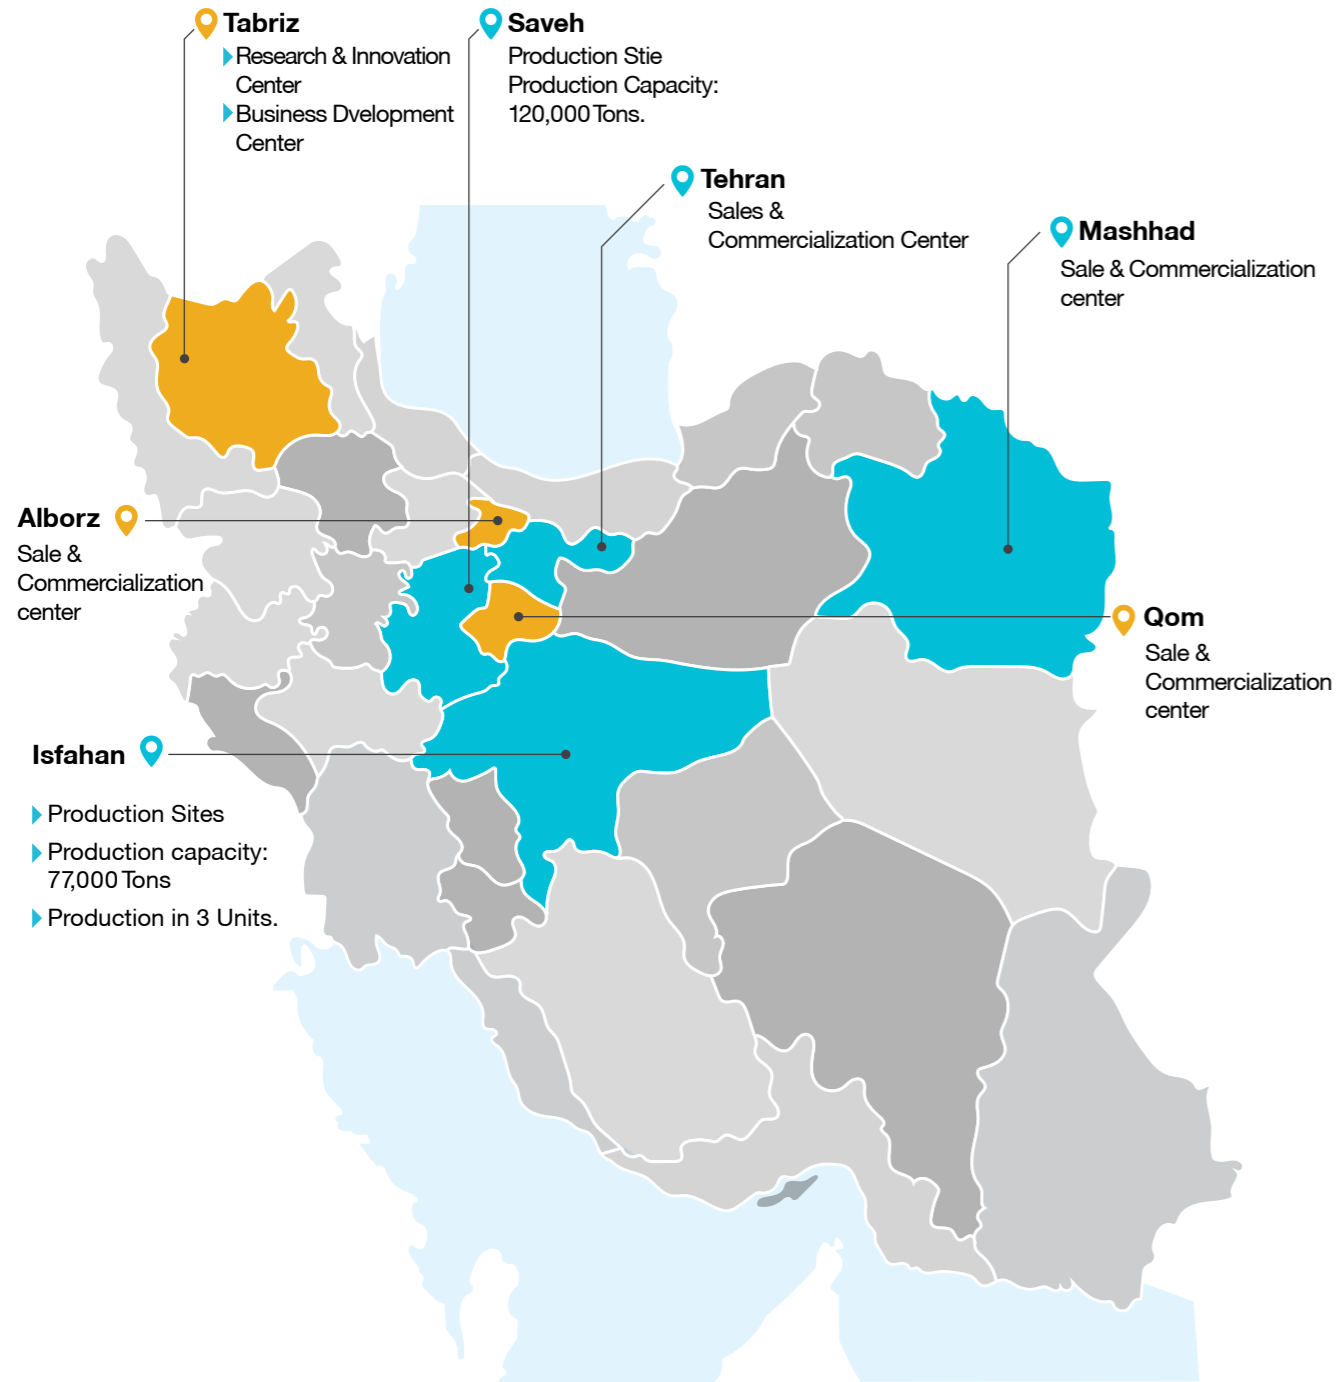 Tabriz
Research & Innovation
Center
Business Dvelopment
Center
Saveh
Production Stie
Production Capacity:
120,000 Tons.
Tehran
Sales &
Commercialization Center
Mashhad
Sale & Commercialization
center
Alborz
Sale &
Commercialization
center
Qom
Sale &
Commercialization
center
Isfahan
Production Sites
Production capacity:
77,000 Tons
Production in 3 Units.